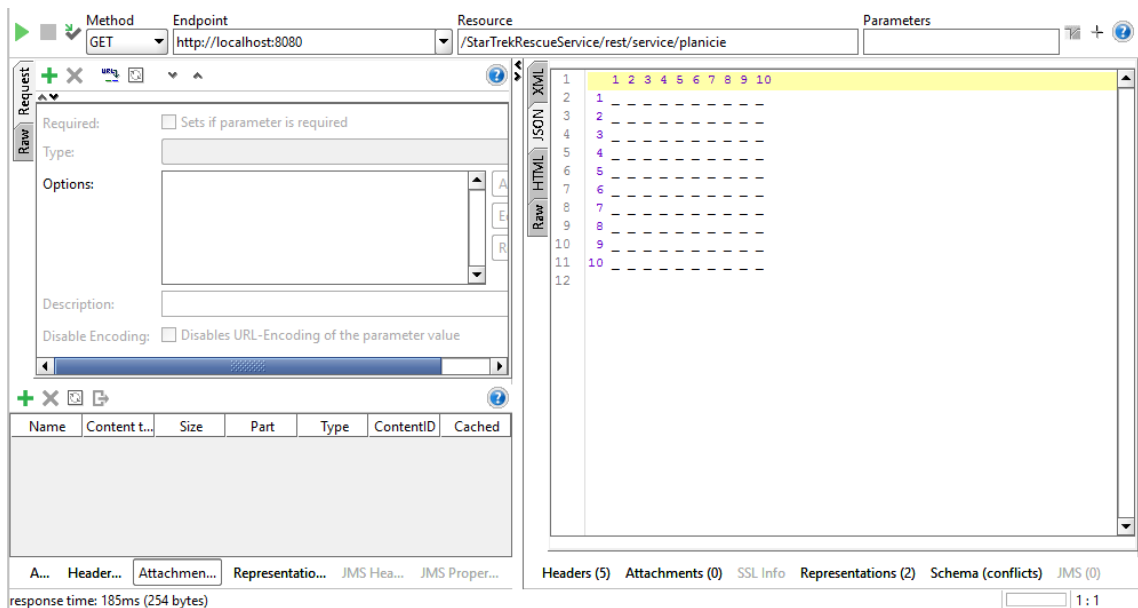 Method Endpoint Resource Parameters
GET http://localhost:8080 /StarTrekRescueService/rest/service/planicie
Request
Raw
Required: Sets if parameter is required
Type:
Options:
Description:
Disable Encoding: Disables URL-Encoding of the parameter value
Name Content t... Size Part Type ContentID Cached
A... Header... Attachmen... Representatio... JMS Hea... JMS Proper...
response time: 185ms (254 bytes)
XML
JSON
HTML
Raw
1 1 2 3 4 5 6 7 8 9 10
2 1 _ _ _ _ _ _ _ _ _ _
3 2 _ _ _ _ _ _ _ _ _ _
4 3 _ _ _ _ _ _ _ _ _ _
5 4 _ _ _ _ _ _ _ _ _ _
6 5 _ _ _ _ _ _ _ _ _ _
7 6 _ _ _ _ _ _ _ _ _ _
8 7 _ _ _ _ _ _ _ _ _ _
9 8 _ _ _ _ _ _ _ _ _ _
10 9 _ _ _ _ _ _ _ _ _ _
11 10 _ _ _ _ _ _ _ _ _ _
12
Headers (5) Attachments (0) SSL Info Representations (2) Schema (conflicts) JMS (0)
1 : 1